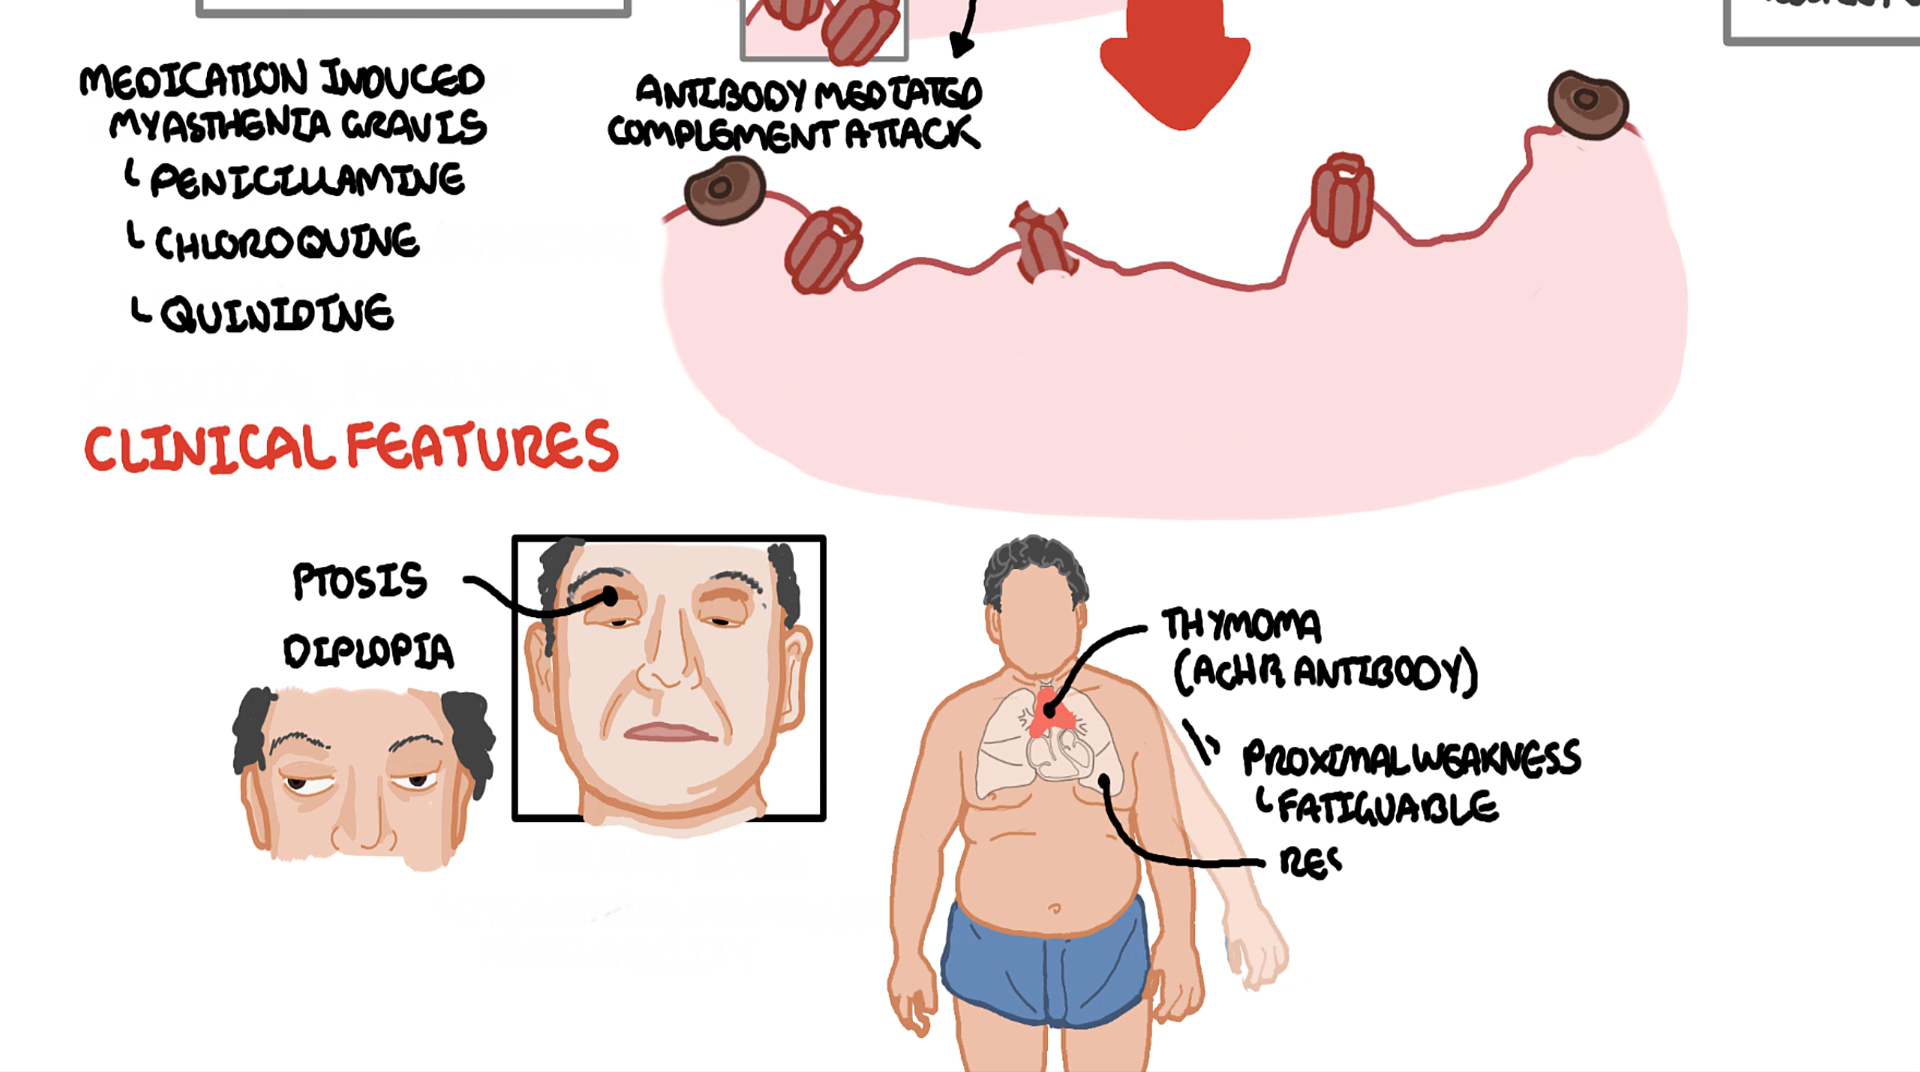 MEDICATION INDUCED
MYASTHENIA GRAVIS
PENICILLAMINE
CHLOROQUINE
QUINIDINE
ANTIBODY MEDIATED
COMPLEMENT ATTACK
CLINICAL FEATURES
PTOSIS
DIPLOPIA
THYMOMA
(ACHR ANTIBODY)
PROXIMAL WEAKNESS
FATIGUABLE
RES